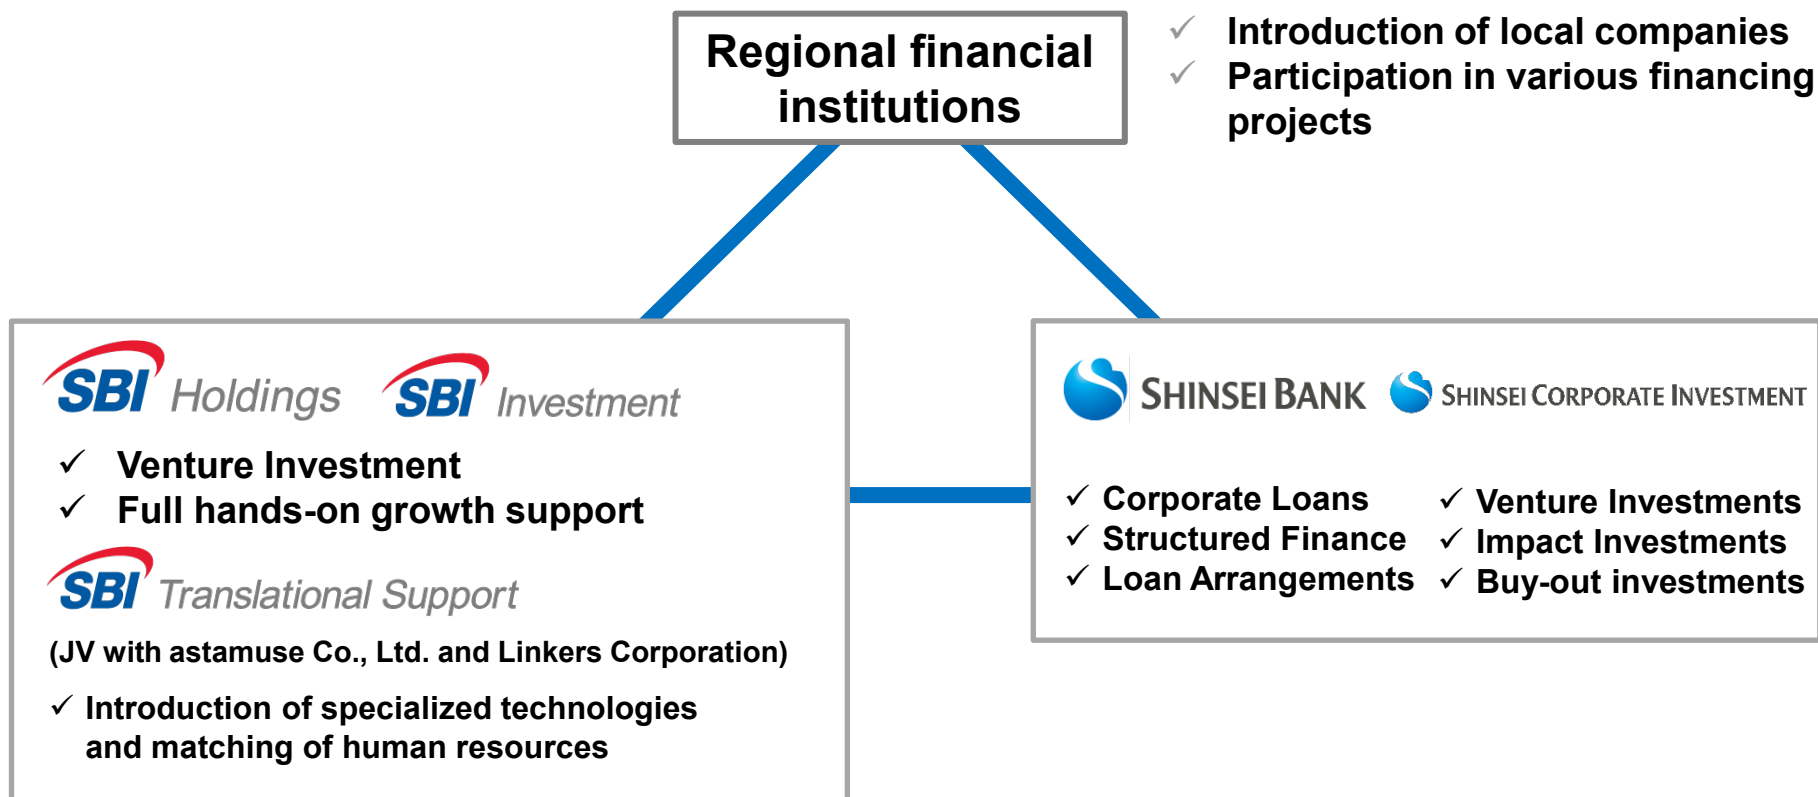 Regional financial
institutions
✓ Introduction of local companies
✓ Participation in various financing
projects
SBI Holdings
SBI Investment
✓ Venture Investment
✓ Full hands-on growth support
SBI Translational Support
(JV with astamuse Co., Ltd. and Linkers Corporation)
✓ Introduction of specialized technologies
and matching of human resources
SHINSEI BANK
SHINSEI CORPORATE INVESTMENT
✓ Corporate Loans
✓ Structured Finance
✓ Loan Arrangements
✓ Venture Investments
✓ Impact Investments
✓ Buy-out investments